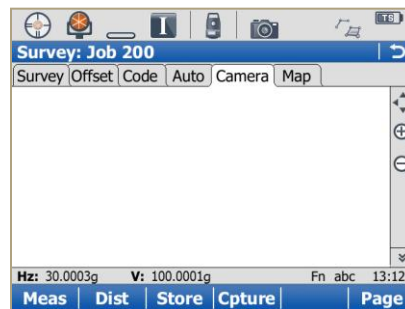 I
TS
Survey: Job 200
Survey Offset Code Auto Camera Map
Hz: 30.0003g V: 100.0001g Fn abc 13:12
Meas Dist Store Cpture Page